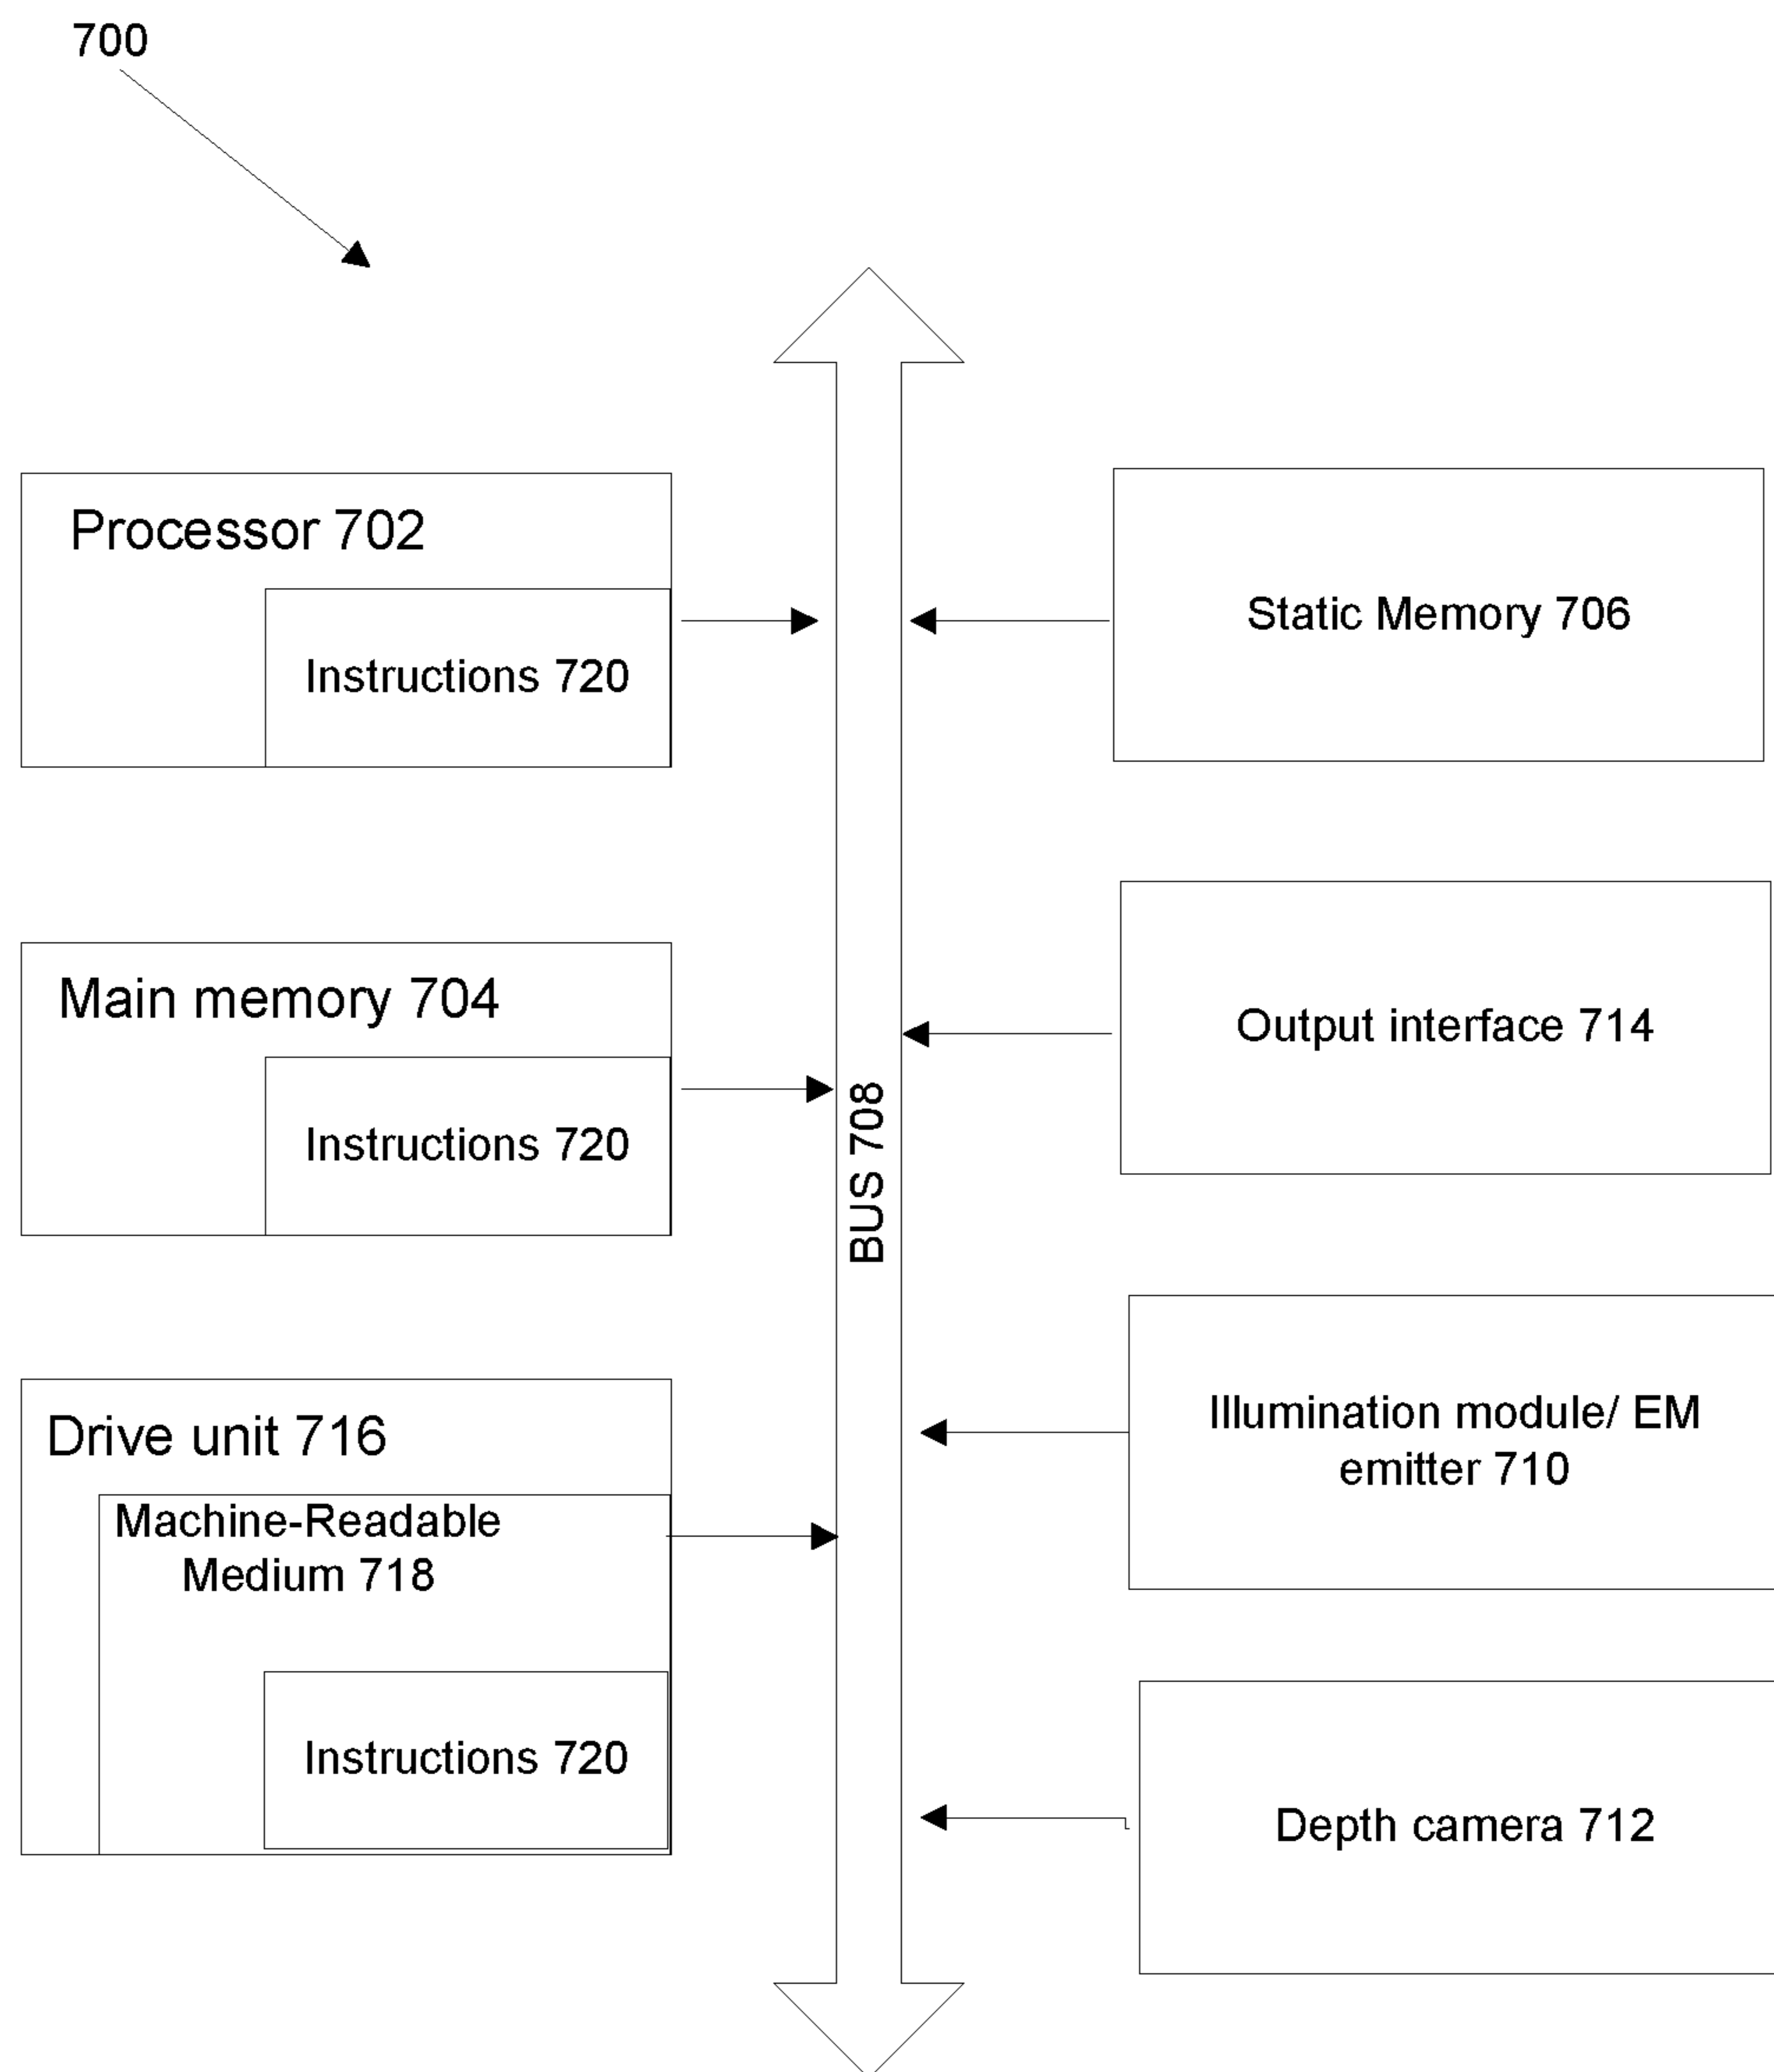 700
Processor 702
Instructions 720
Main memory 704
Instructions 720
Drive unit 716
Machine-Readable
Medium 718
Instructions 720
BUS 708
Static Memory 706
Output interface 714
Illumination module/ EM
emitter 710
Depth camera 712